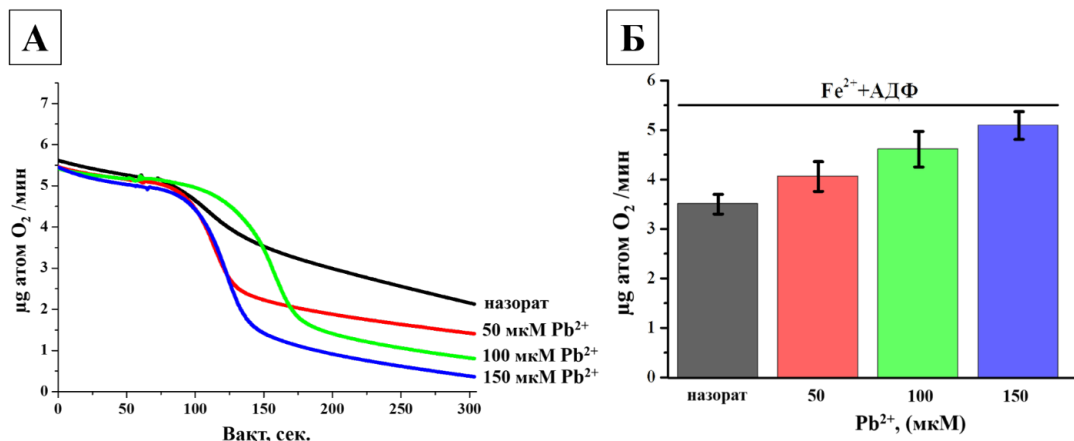 А
µg атом O₂ /мин
7
6
5
4
3
2
1
0
0 50 100 150 200 250 300
Вакт, сек.
назорат
50 мкМ Pb²⁺
100 мкМ Pb²⁺
150 мкМ Pb²⁺
Б
µg атом O₂ /мин
6
5
4
3
2
1
0
Fe²⁺+АДФ
назорат 50 100 150
Pb²⁺, (мкМ)